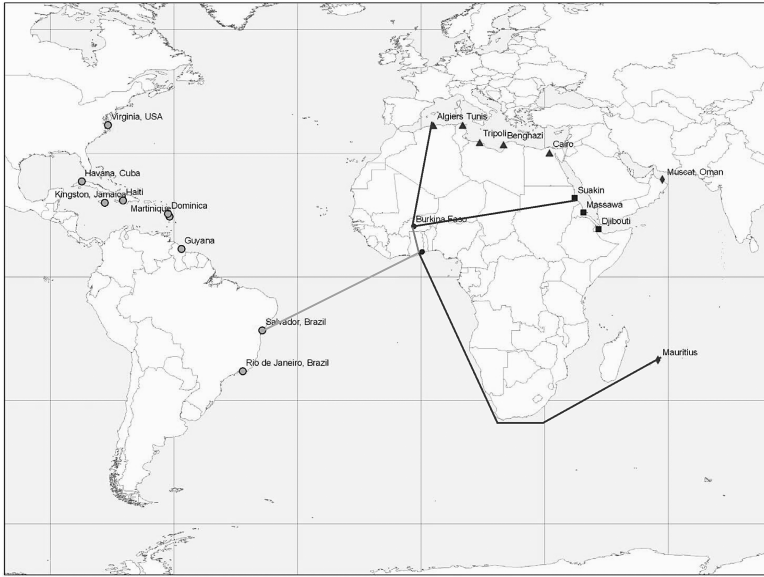 Virginia, USA
Algiers Tunis
Tripoli Benghazi
Cairo
Havana, Cuba
Muscat, Oman
Kingston, Jamaica Haiti
Suakin
Martinique Dominica
Massawa
Burkina Faso
Djibouti
Guyana
Salvador, Brazil
Mauritius
Rio de Janeiro, Brazil